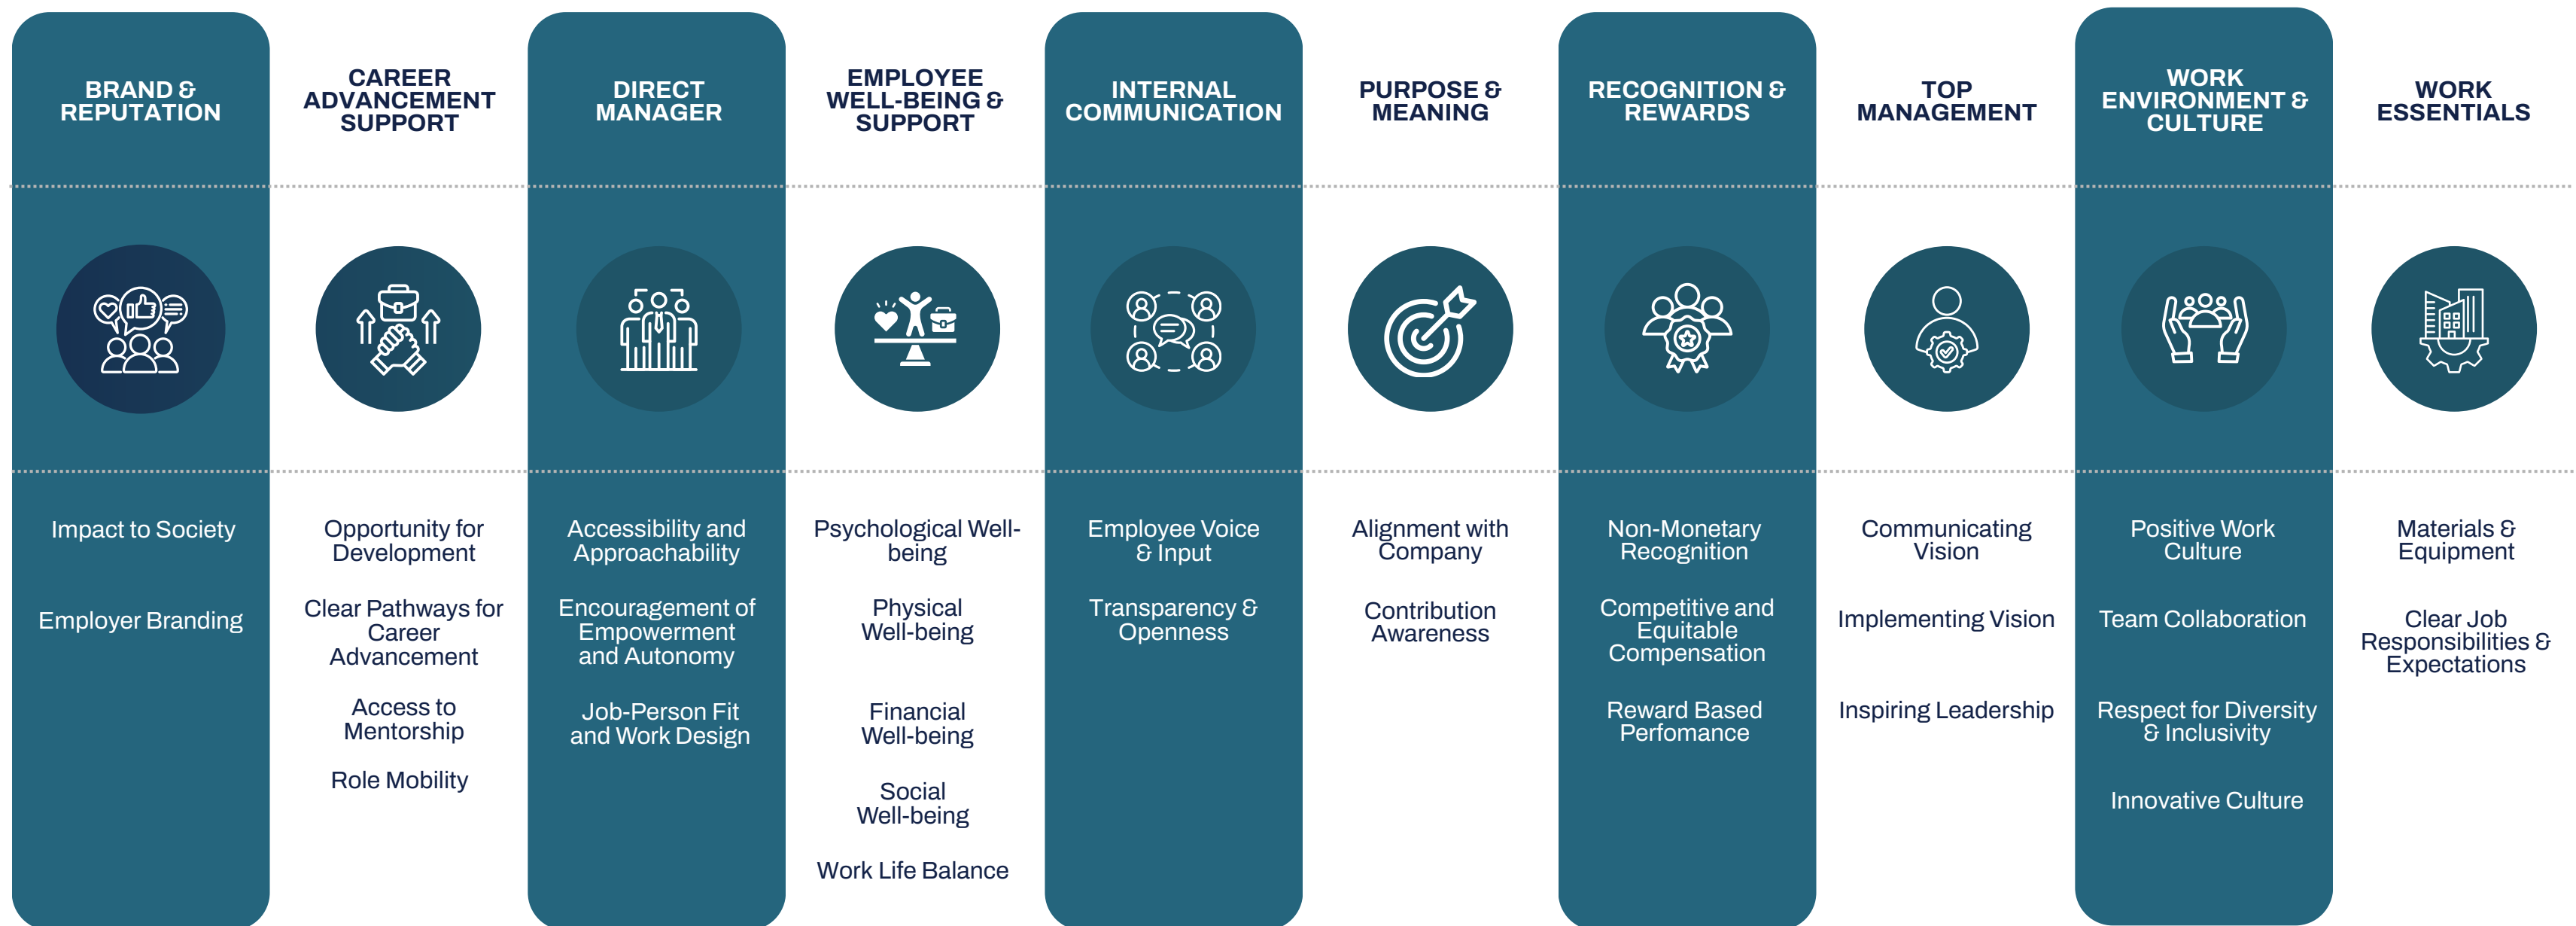 BRAND &
REPUTATION
CAREER
ADVANCEMENT
SUPPORT
DIRECT
MANAGER
EMPLOYEE
WELL-BEING &
SUPPORT
INTERNAL
COMMUNICATION
PURPOSE &
MEANING
RECOGNITION &
REWARDS
TOP
MANAGEMENT
WORK
ENVIRONMENT &
CULTURE
WORK
ESSENTIALS
Impact to Society
Employer Branding
Opportunity for
Development
Clear Pathways for
Career
Advancement
Access to
Mentorship
Role Mobility
Accessibility and
Approachability
Encouragement of
Empowerment
and Autonomy
Job-Person Fit
and Work Design
Psychological Well-
being
Physical
Well-being
Financial
Well-being
Social
Well-being
Work Life Balance
Employee Voice
& Input
Transparency &
Openness
Alignment with
Company
Contribution
Awareness
Non-Monetary
Recognition
Competitive and
Equitable
Compensation
Reward Based
Perfomance
Communicating
Vision
Implementing Vision
Inspiring Leadership
Positive Work
Culture
Team Collaboration
Respect for Diversity
& Inclusivity
Innovative Culture
Materials &
Equipment
Clear Job
Responsibilities &
Expectations